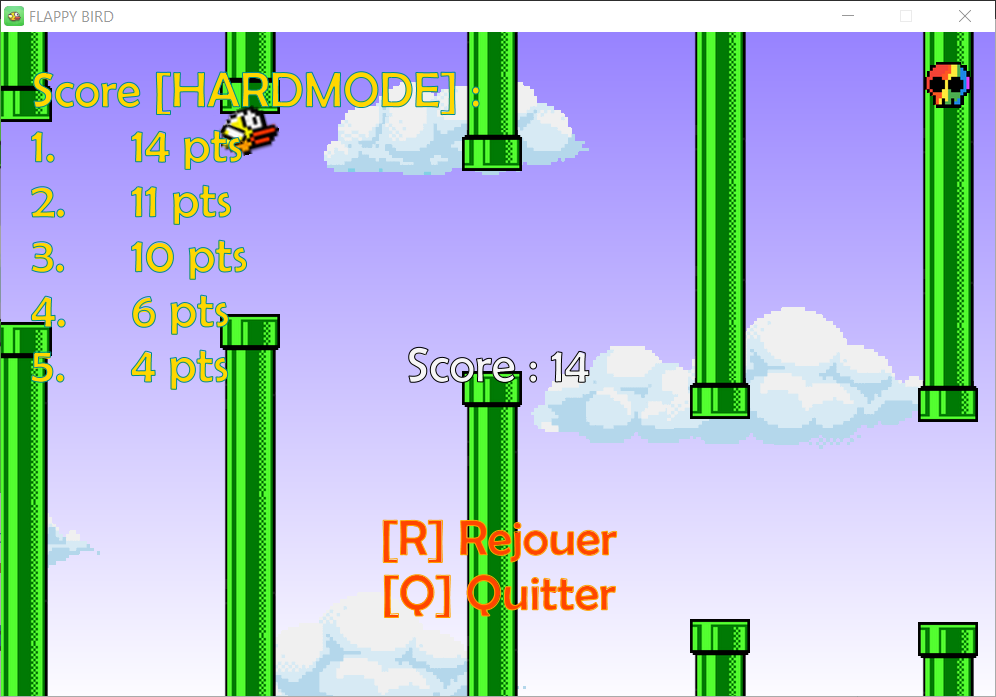 FLAPPY BIRD
Score [HARDMODE] :
1. 14 pts
2. 11 pts
3. 10 pts
4. 6 pts
5. 4 pts
Score : 14
[R] Rejouer
[Q] Quitter